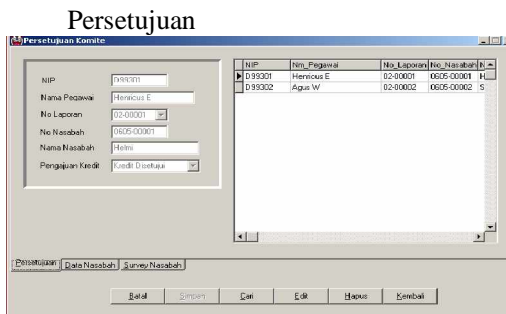 Persetujuan
Persetujuan Komite
NIP D99301
Nama Pegawai Henricus E
No Laporan 02-00001
No Nasabah 0605-00001
Nama Nasabah Helmi
Pengajuan Kredit Kredit Disetujui
NIP Nm_Pegawai No_Laporan No_Nasabah N
D99301 Henricus E 02-00001 0605-00001 H
D99302 Agus W 02-00002 0605-00002 S
Persetujuan Data Nasabah Survey Nasabah
Batal Simpan Cari Edit Hapus Kembali